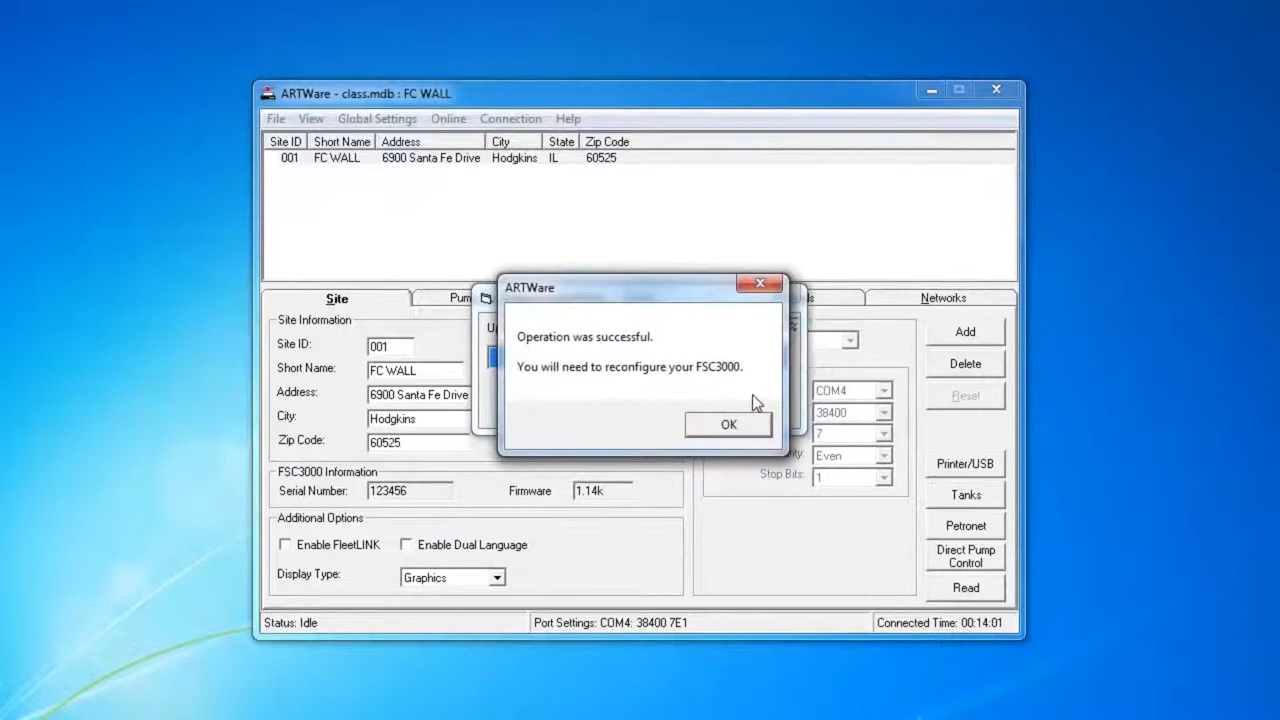 ARTWare - class.mdb : FC WALL
File View Global Settings Online Connection Help
Site ID Short Name Address City State Zip Code
001 FC WALL 6900 Santa Fe Drive Hodgkins IL 60525
ARTWare
Operation was successful.
You will need to reconfigure your FSC3000.
OK
Site
Networks
Site Information
Site ID: 001
Short Name: FC WALL
Address: 6900 Santa Fe Drive
City: Hodgkins
Zip Code: 60525
COM4
38400
7
Even
Stop Bits: 1
FSC3000 Information
Serial Number: 123456 Firmware 1.14k
Additional Options
Enable FleetLINK Enable Dual Language
Display Type: Graphics
Add
Delete
Reset
Printer/USB
Tanks
Petronet
Direct Pump
Control
Read
Status: Idle Port Settings: COM4: 38400 7E1 Connected Time: 00:14:01